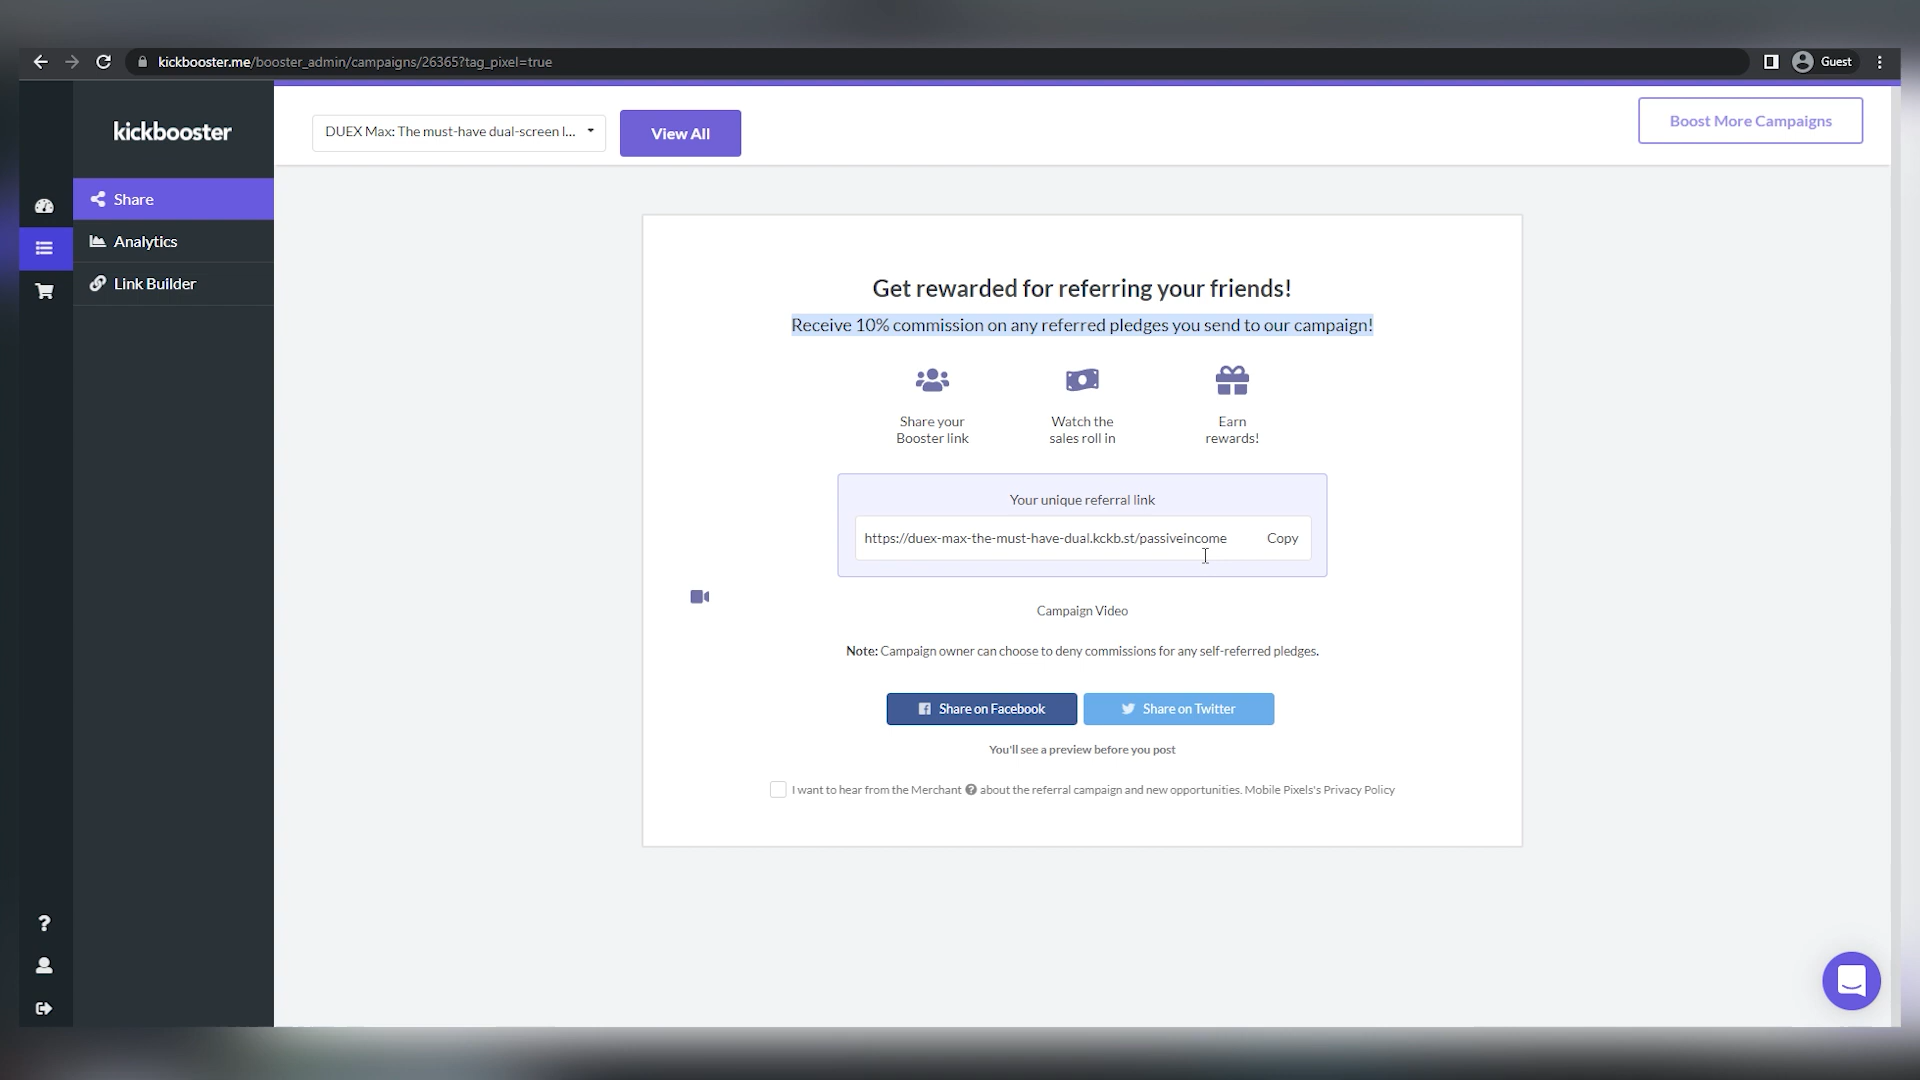 kickbooster.me/booster_admin/campaigns/26365?tag_pixel=true
Guest
kickbooster
DUEX Max: The must-have dual-screen l...
View All
Boost More Campaigns
Share
Analytics
Link Builder
Get rewarded for referring your friends!
Receive 10% commission on any referred pledges you send to our campaign!
Share your
Booster link
Watch the
sales roll in
Earn
rewards!
Your unique referral link
https://duex-max-the-must-have-dual.kckb.st/passiveincome
Copy
Campaign Video
Note: Campaign owner can choose to deny commissions for any self-referred pledges.
Share on Facebook
Share on Twitter
You'll see a preview before you post
I want to hear from the Merchant ? about the referral campaign and new opportunities. Mobile Pixels's Privacy Policy